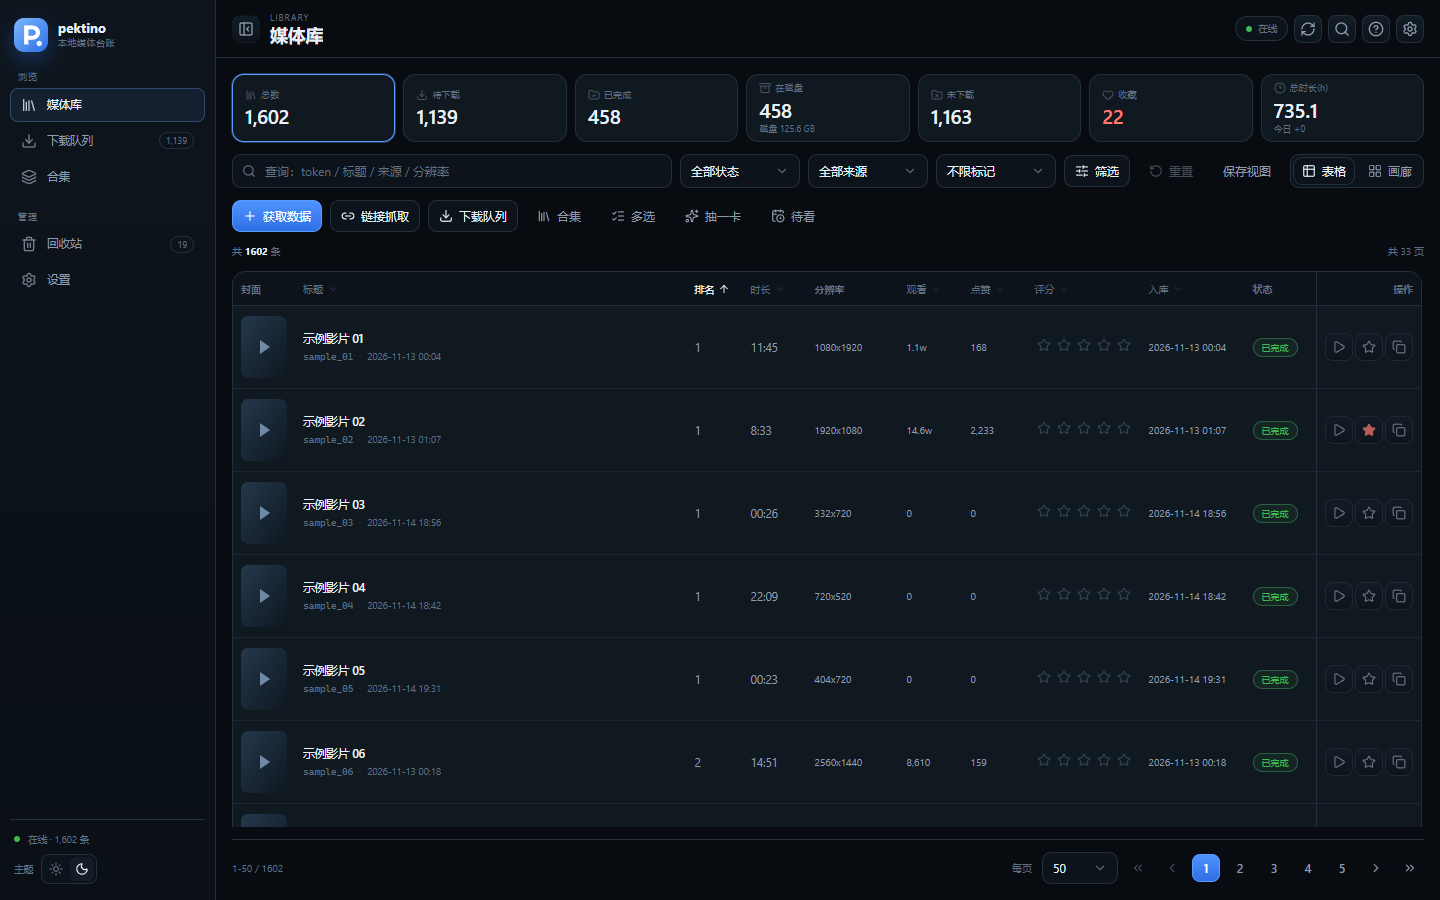 pektino
本地媒体台账
浏览
媒体库
下载队列 1,139
合集
管理
回收站 19
设置
在线 · 1,602 条
主题
LIBRARY
媒体库
在线
总数
1,602
待下载
1,139
已完成
458
在磁盘
458
磁盘 125.6 GB
未下载
1,163
收藏
22
总时长(h)
735.1
今日 +0
查询: token / 标题 / 来源 / 分辨率
全部状态
全部来源
不限标记
筛选
重置
保存视图
表格
画廊
获取数据
链接抓取
下载队列
合集
多选
抽一卡
待看
共 1602 条
共 33 页
封面 标题 排名 时长 分辨率 观看 点赞 评分 入库 状态 操作
示例影片 01
sample_01 · 2026-11-13 00:04
1 11:45 1080x1920 1.1w 168 2026-11-13 00:04 已完成
示例影片 02
sample_02 · 2026-11-13 01:07
1 8:33 1920x1080 14.6w 2,233 2026-11-13 01:07 已完成
示例影片 03
sample_03 · 2026-11-14 18:56
1 00:26 332x720 0 0 2026-11-14 18:56 已完成
示例影片 04
sample_04 · 2026-11-14 18:42
1 22:09 720x520 0 0 2026-11-14 18:42 已完成
示例影片 05
sample_05 · 2026-11-14 19:31
1 00:23 404x720 0 0 2026-11-14 19:31 已完成
示例影片 06
sample_06 · 2026-11-13 00:18
2 14:51 2560x1440 8,610 159 2026-11-13 00:18 已完成
1-50 / 1602
每页 50 « ‹ 1 2 3 4 5 › »